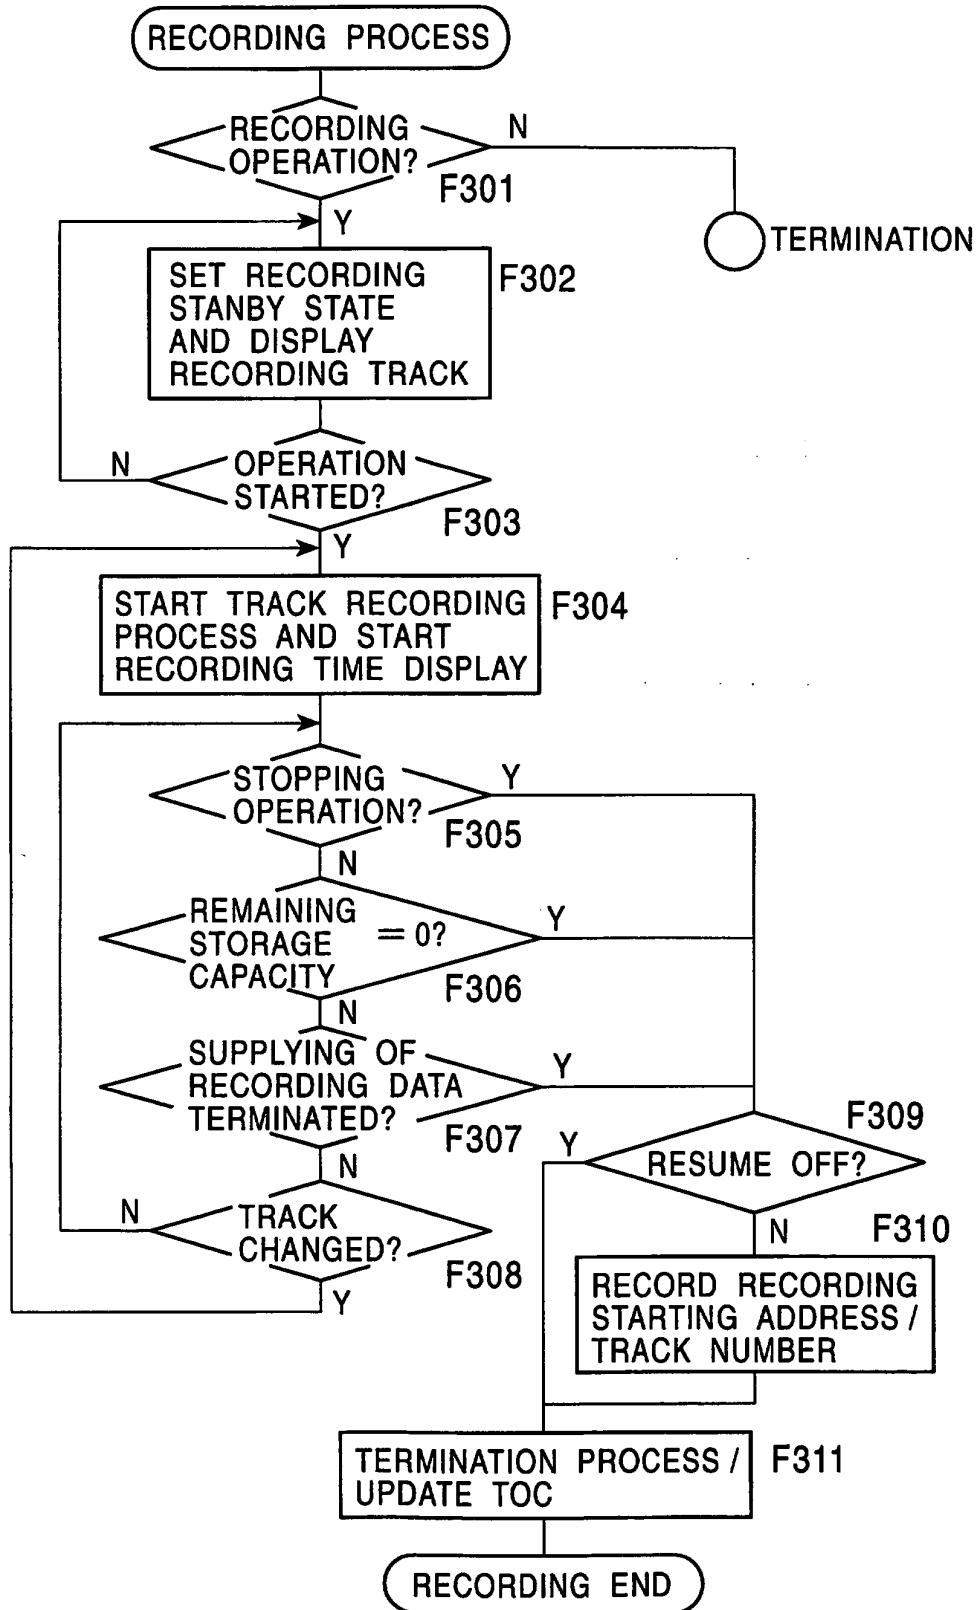 RECORDING PROCESS
RECORDING
OPERATION?
N
F301
Y
TERMINATION
SET RECORDING
STANBY STATE
AND DISPLAY
RECORDING TRACK
F302
N
OPERATION
STARTED?
F303
Y
START TRACK RECORDING
PROCESS AND START
RECORDING TIME DISPLAY
F304
STOPPING
OPERATION?
Y
F305
N
REMAINING
STORAGE
CAPACITY
= 0?
Y
F306
N
SUPPLYING OF
RECORDING DATA
TERMINATED?
Y
F307
N
N
TRACK
CHANGED?
F308
Y
F309
Y
RESUME OFF?
N
F310
RECORD RECORDING
STARTING ADDRESS /
TRACK NUMBER
TERMINATION PROCESS /
UPDATE TOC
F311
RECORDING END